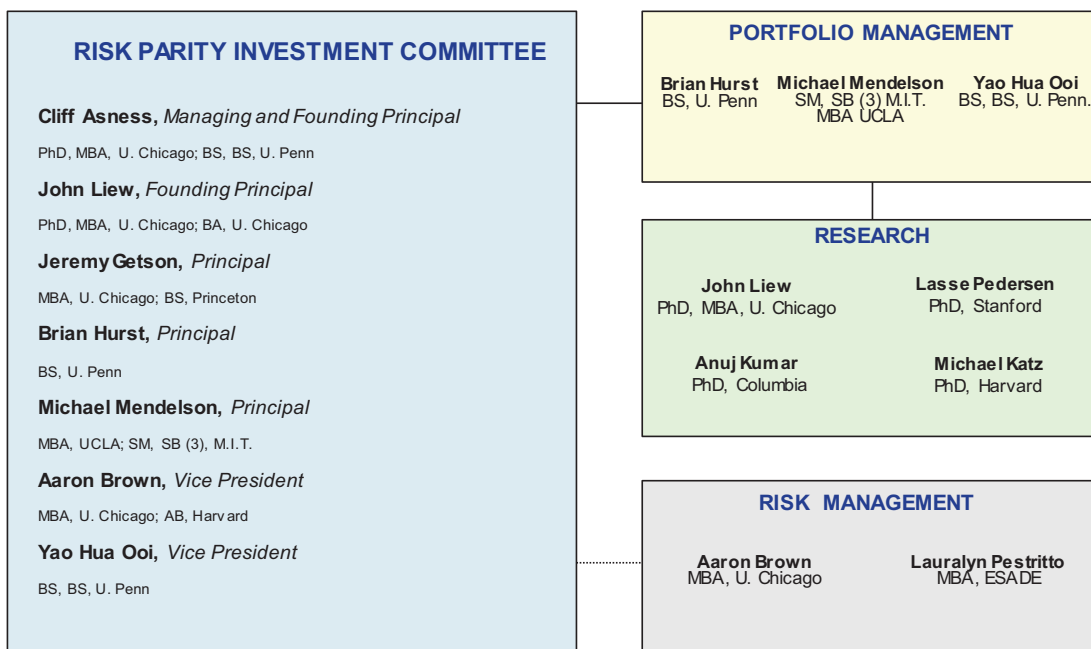 RISK PARITY INVESTMENT COMMITTEE
Cliff Asness, Managing and Founding Principal
PhD, MBA, U. Chicago; BS, BS, U. Penn
John Liew, Founding Principal
PhD, MBA, U. Chicago; BA, U. Chicago
Jeremy Getson, Principal
MBA, U. Chicago; BS, Princeton
Brian Hurst, Principal
BS, U. Penn
Michael Mendelson, Principal
MBA, UCLA; SM, SB (3), M.I.T.
Aaron Brown, Vice President
MBA, U. Chicago; AB, Harvard
Yao Hua Ooi, Vice President
BS, BS, U. Penn
PORTFOLIO MANAGEMENT
Brian Hurst
BS, U. Penn
Michael Mendelson
SM, SB (3) M.I.T.
MBA UCLA
Yao Hua Ooi
BS, BS, U. Penn.
RESEARCH
John Liew
PhD, MBA, U. Chicago
Lasse Pedersen
PhD, Stanford
Anuj Kumar
PhD, Columbia
Michael Katz
PhD, Harvard
RISK MANAGEMENT
Aaron Brown
MBA, U. Chicago
Lauralyn Pestritto
MBA, ESADE